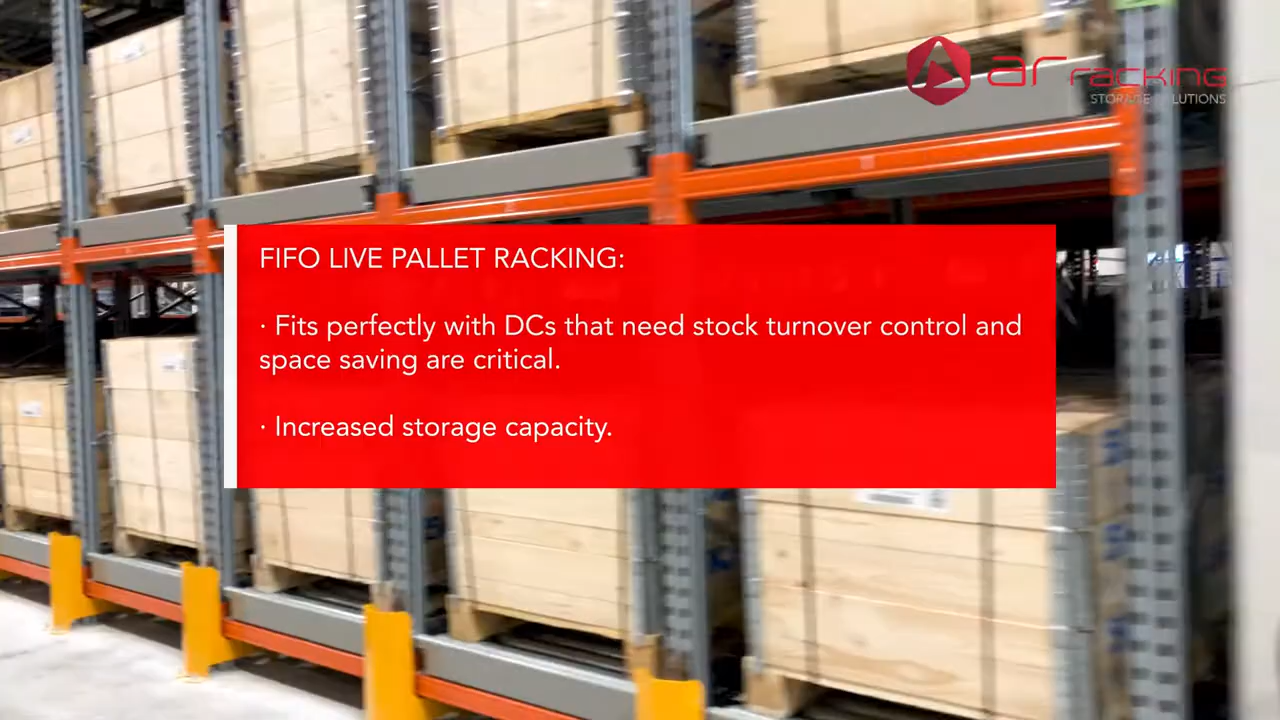 ar racking
STORAGE SOLUTIONS
FIFO LIVE PALLET RACKING:
· Fits perfectly with DCs that need stock turnover control and
space saving are critical.
· Increased storage capacity.